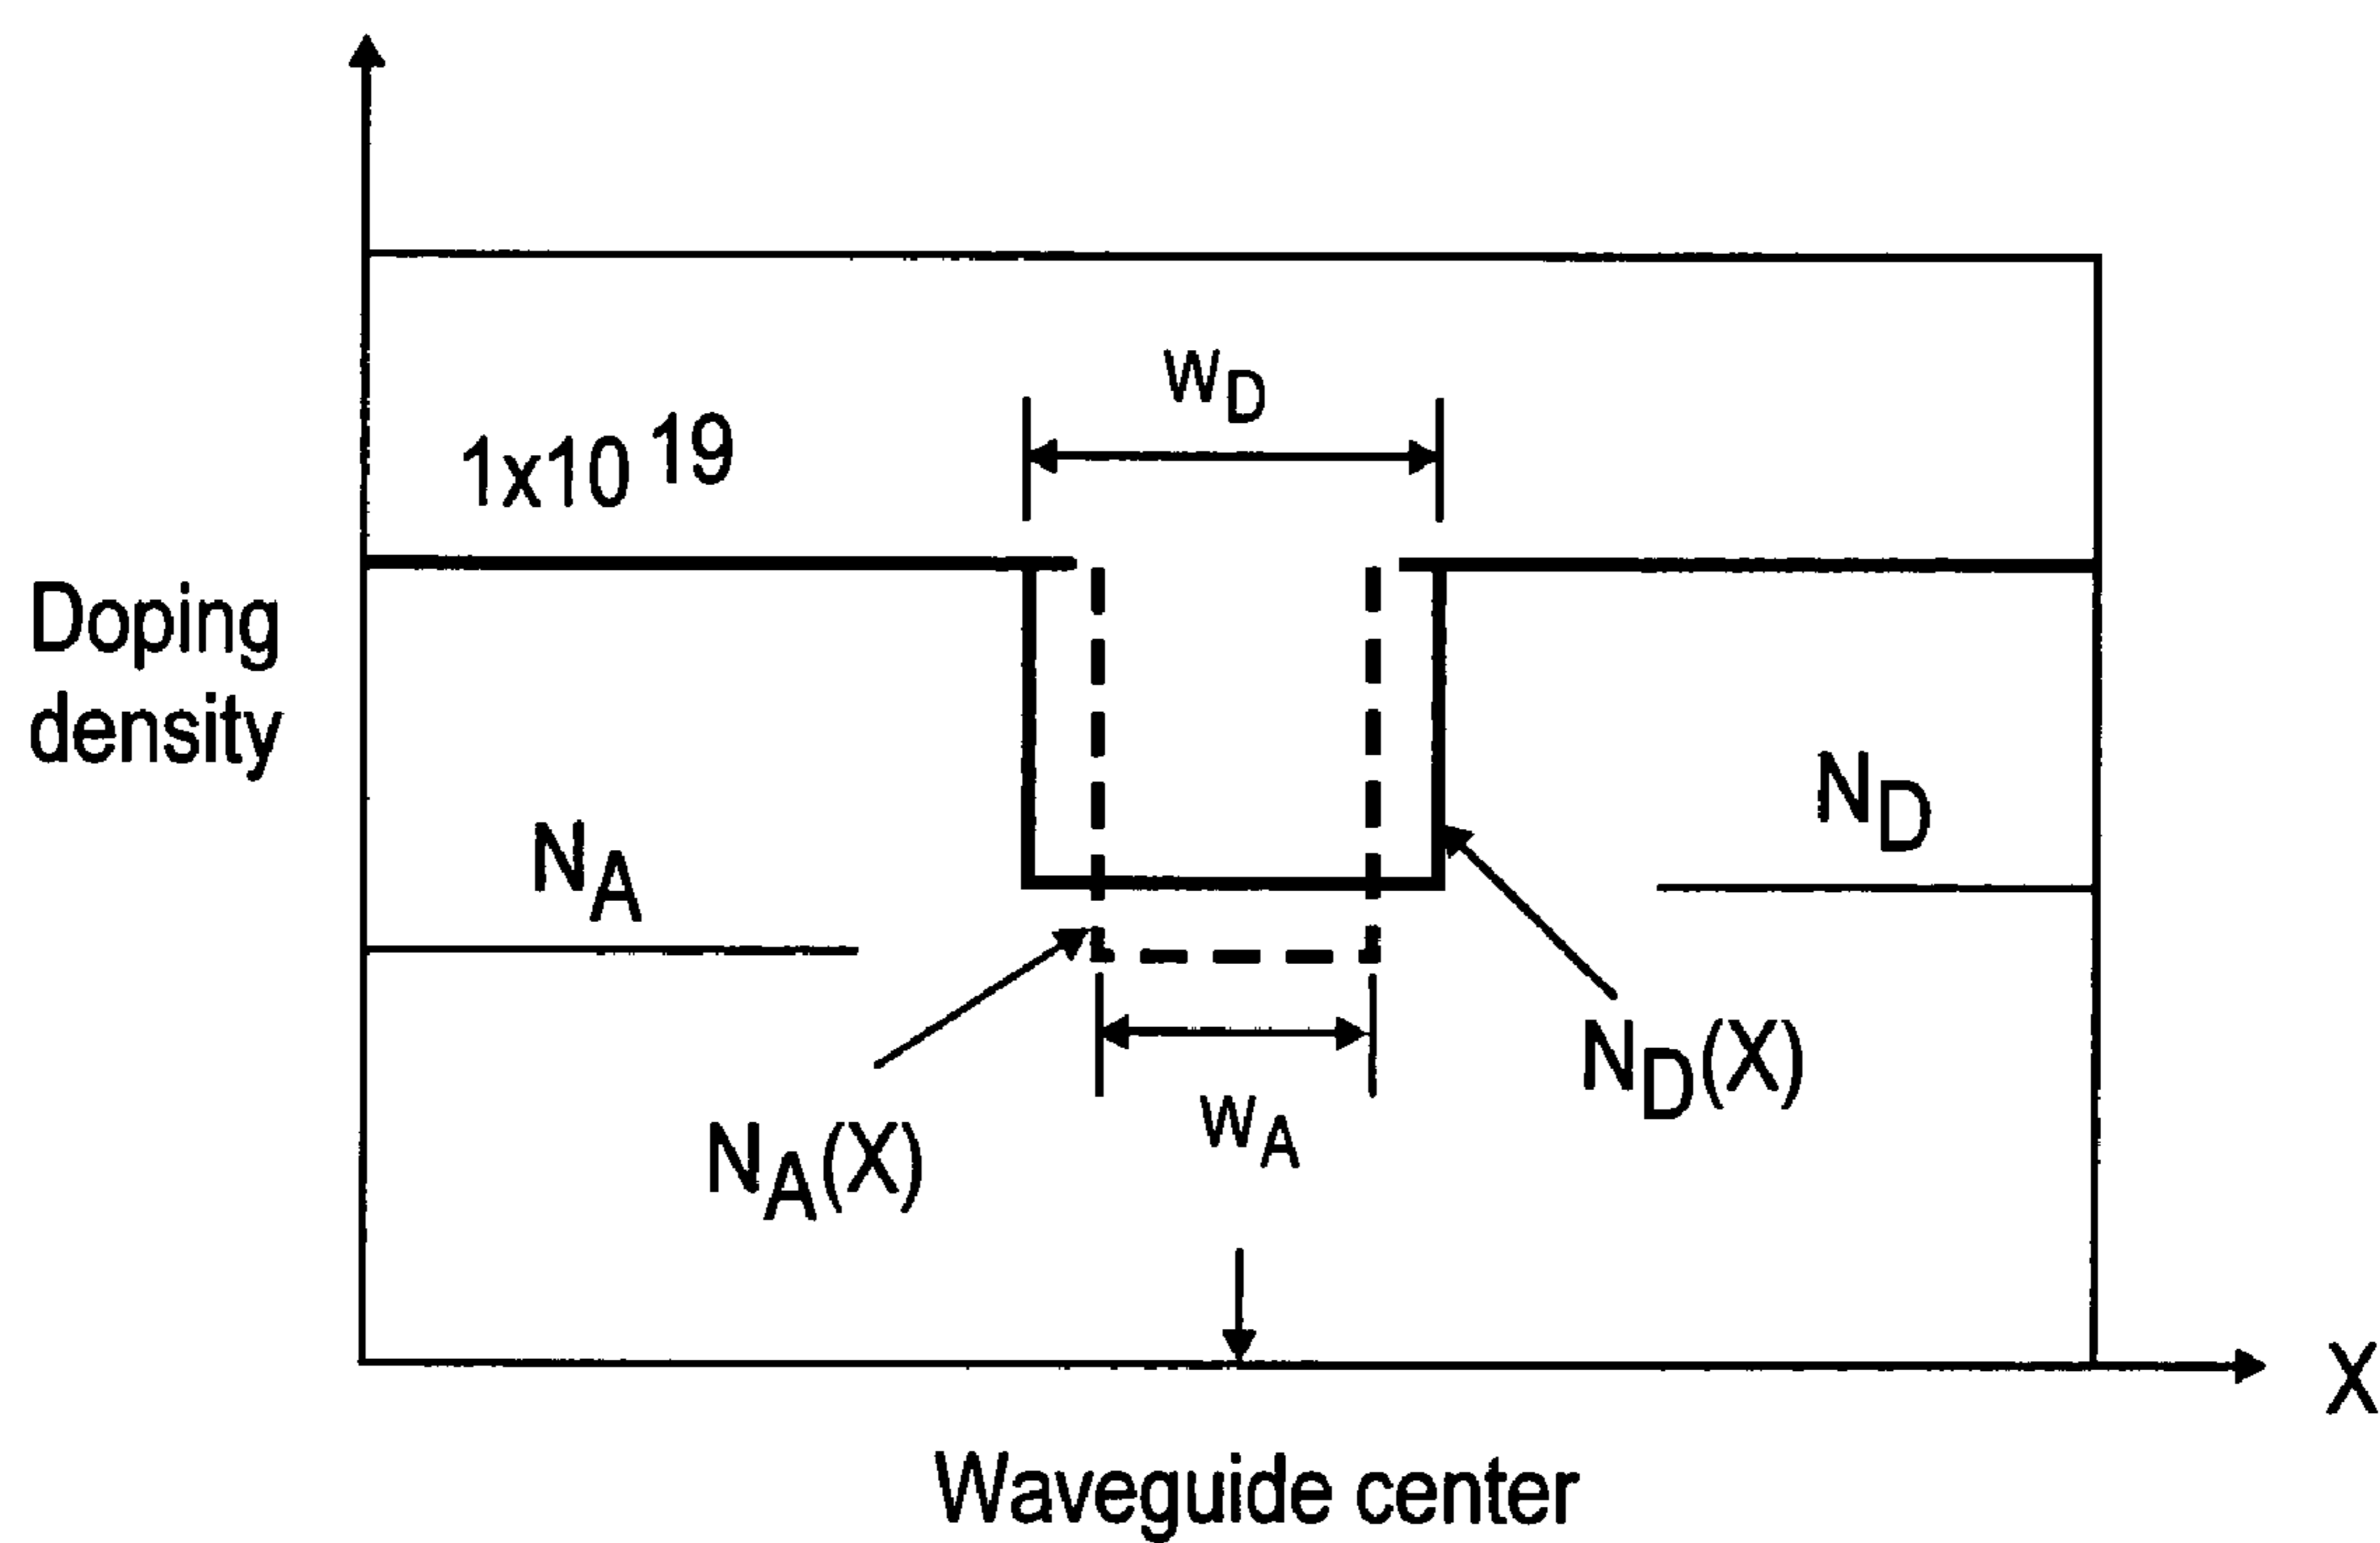 w_D
1x10^19
Doping
density
N_D
N_A
N_D(X)
w_A
N_A(X)
X
Waveguide center